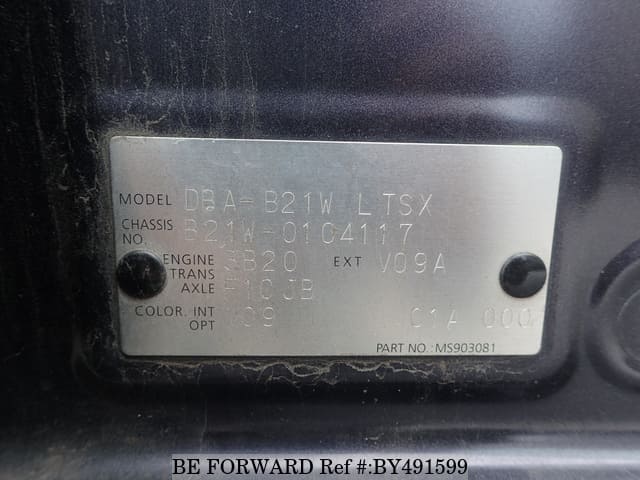 MODEL DBA-B21W LTSX
CHASSIS NO. B21W-0104117
ENGINE 3B20 EXT V09A
TRANS AXLE F1CJB
COLOR. INT 09 C1A 000
OPT
PART NO.:MS903081
BE FORWARD Ref #:BY491599